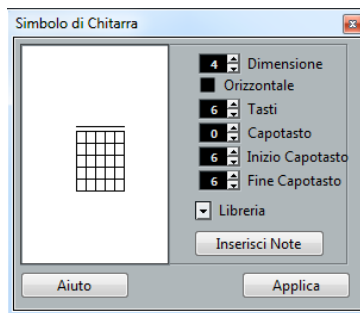 Simbolo di Chitarra
4 Dimensione
Orizzontale
6 Tasti
0 Capotasto
6 Inizio Capotasto
6 Fine Capotasto
Libreria
Inserisci Note
Aiuto
Applica